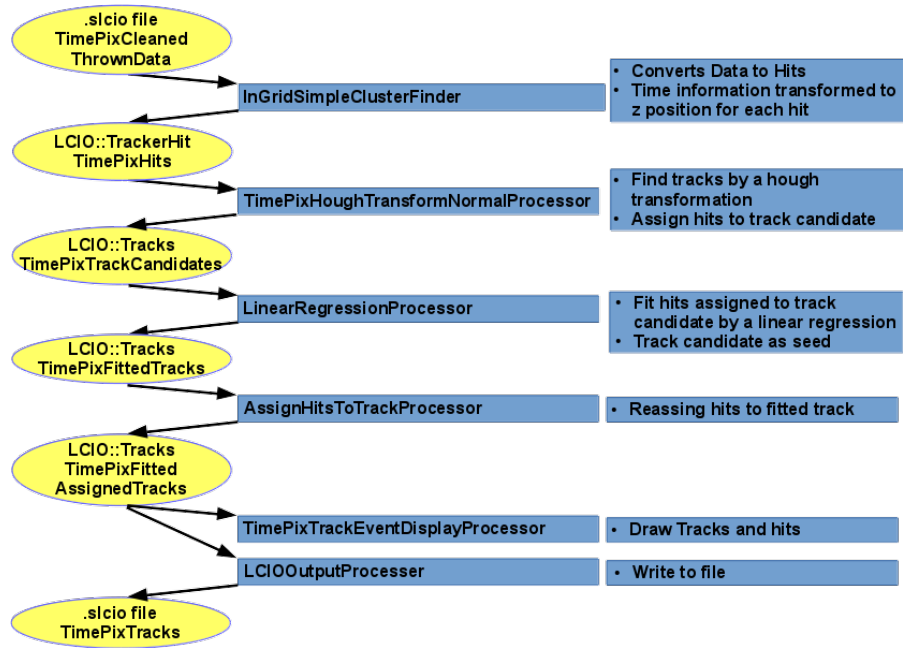 .slcio file
TimePixCleaned
ThrownData
InGridSimpleClusterFinder
• Converts Data to Hits
• Time information transformed to
z position for each hit
LCIO::TrackerHit
TimePixHits
TimePixHoughTransformNormalProcessor
• Find tracks by a hough
transformation
• Assign hits to track candidate
LCIO::Tracks
TimePixTrackCandidates
LinearRegressionProcessor
• Fit hits assigned to track
candidate by a linear regression
• Track candidate as seed
LCIO::Tracks
TimePixFittedTracks
AssignHitsToTrackProcessor
• Reassing hits to fitted track
LCIO::Tracks
TimePixFitted
AssignedTracks
TimePixTrackEventDisplayProcessor
• Draw Tracks and hits
LCIOOutputProcesser
• Write to file
.slcio file
TimePixTracks